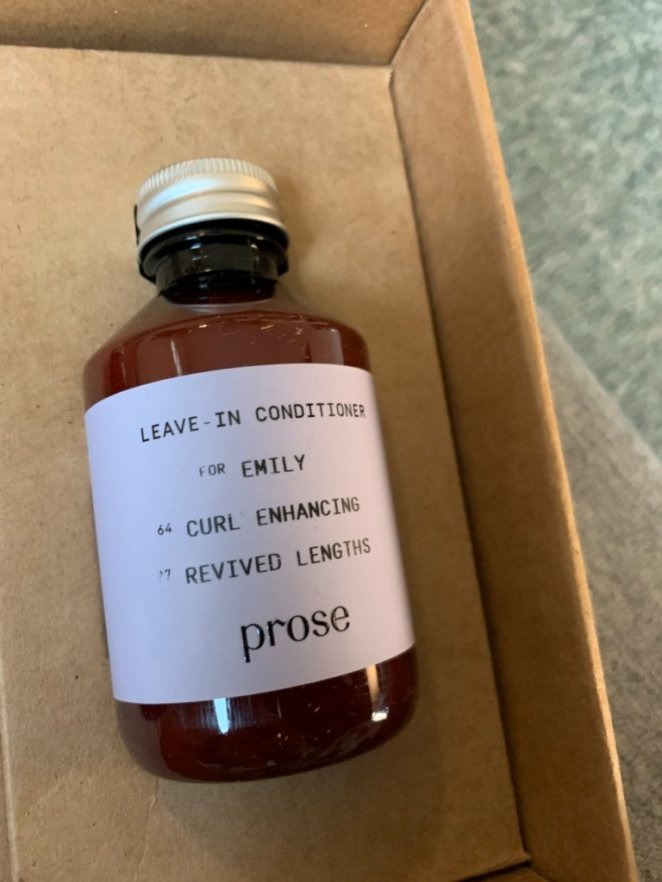 LEAVE-IN CONDITIONER
FOR EMILY
64 CURL ENHANCING
REVIVED LENGTHS
prose